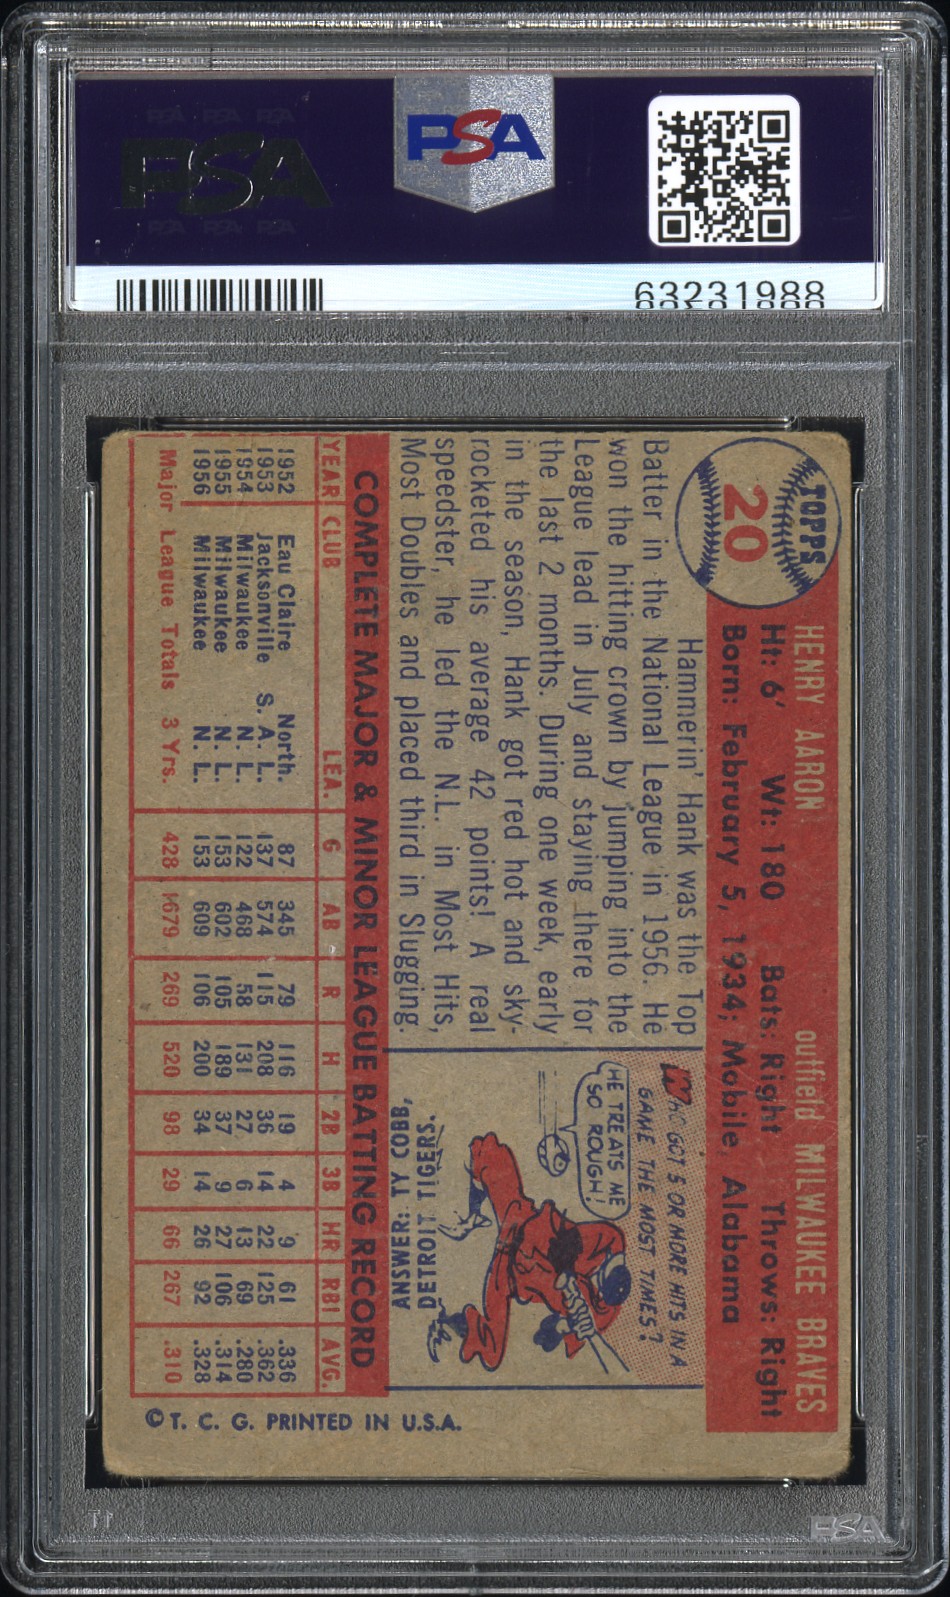 PSA PSA PSA
PSA
PSA PSA PSA
PSA
63231988
TOPPS
20
HENRY AARON outfield MILWAUKEE BRAVES
Ht: 6' Wt: 180 Bats: Right Throws: Right
Born: February 5, 1934; Mobile, Alabama
Hammerin' Hank was the Top
Batter in the National League in 1956. He
won the hitting crown by jumping into the
League lead in July and staying there for
the last 2 months. During one week, early
in the season, Hank got red hot and sky-
rocketed his average 42 points! A real
speedster, he led the N.L. in Most Hits,
Most Doubles and placed third in Slugging.
WHO GOT 5 OR MORE HITS IN A
GAME THE MOST TIMES?
HE TREATS ME
SO ROUGH!
ANSWER: TY COBB,
DETROIT TIGERS.
COMPLETE MAJOR & MINOR LEAGUE BATTING RECORD
YEAR CLUB LEA. G AB R H 2B 3B HR RBI AVG.
1952 Eau Claire North. 87 345 79 116 19 4 9 61 .336
1953 Jacksonville S. A. L. 137 574 115 208 36 14 22 125 .362
1954 Milwaukee N. L. 122 468 58 131 27 6 13 69 .280
1955 Milwaukee N. L. 153 602 105 189 37 9 27 106 .314
1956 Milwaukee N. L. 153 609 106 200 34 14 26 92 .328
Major League Totals 3 Yrs. 428 1679 269 520 98 29 66 267 .310
© T. C. G. PRINTED IN U.S.A.
PSA